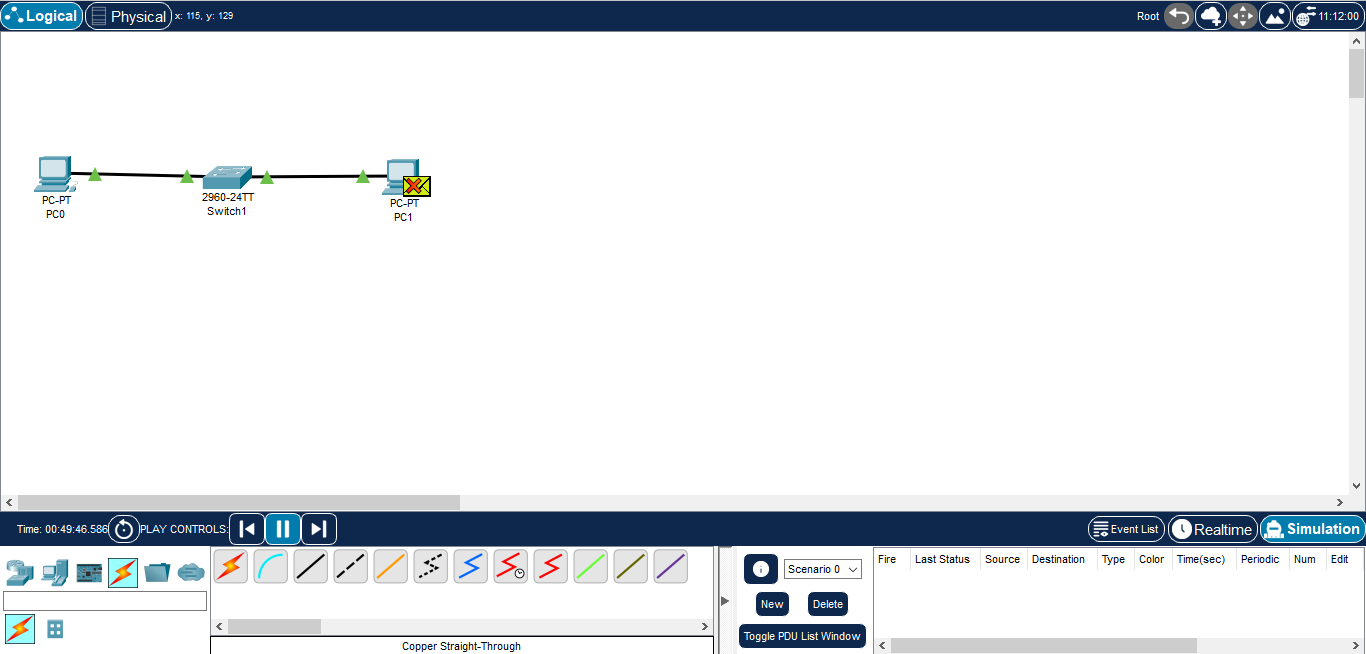 Logical
Physical
x: 115, y: 129
Root
11:12:00
PC-PT
PC0
2960-24TT
Switch1
PC-PT
PC1
Time: 00:49:46.586
PLAY CONTROLS:
Event List
Realtime
Simulation
Scenario 0
New
Delete
Toggle PDU List Window
Fire Last Status Source Destination Type Color Time(sec) Periodic Num Edit
Copper Straight-Through